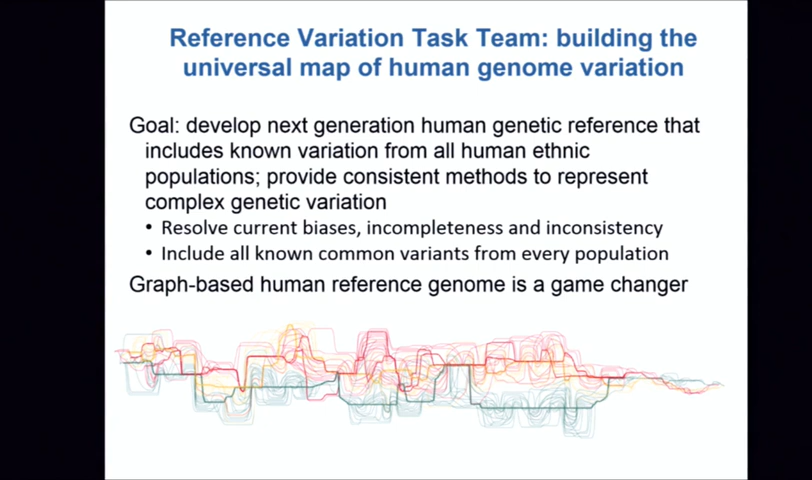 Reference Variation Task Team: building the
universal map of human genome variation
Goal: develop next generation human genetic reference that
includes known variation from all human ethnic
populations; provide consistent methods to represent
complex genetic variation
• Resolve current biases, incompleteness and inconsistency
• Include all known common variants from every population
Graph-based human reference genome is a game changer